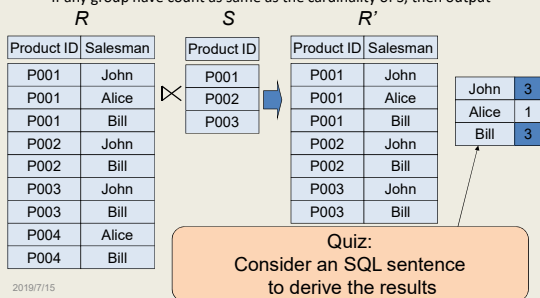 If any group have count as same as the cardinality of S, then output
R S R’
Product ID Salesman
P001 John
P001 Alice
P001 Bill
P002 John
P002 Bill
P003 John
P003 Bill
P004 Alice
P004 Bill
Product ID
P001
P002
P003
Product ID Salesman
P001 John
P001 Alice
P001 Bill
P002 John
P002 Bill
P003 John
P003 Bill
John 3
Alice 1
Bill 3
Quiz:
Consider an SQL sentence
to derive the results
2019/7/15